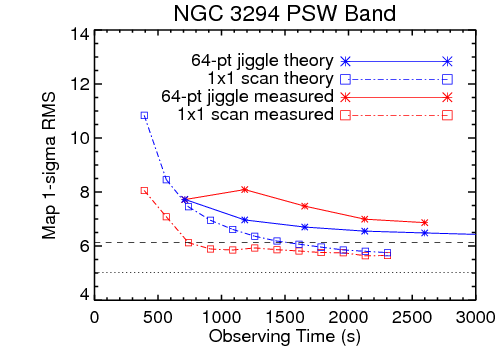 NGC 3294 PSW Band
14
64-pt jiggle theory
1x1 scan theory
12
64-pt jiggle measured
1x1 scan measured
10
Map 1-sigma RMS
8
6
4
0 500 1000 1500 2000 2500 3000
Observing Time (s)